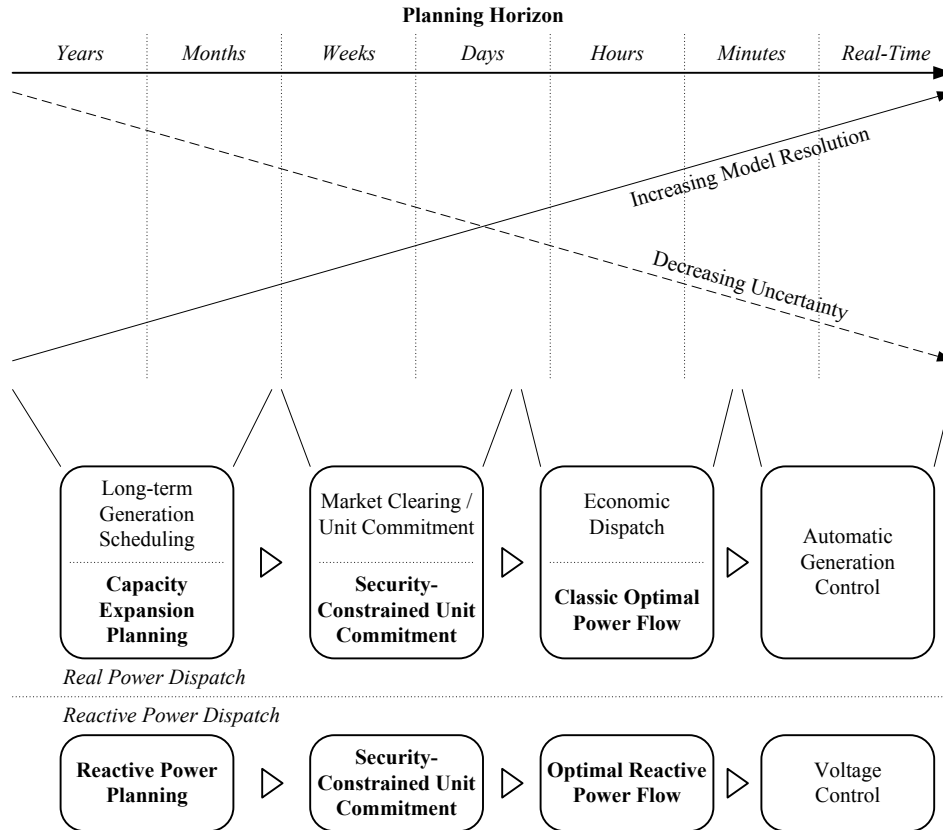 Planning Horizon
Years Months Weeks Days Hours Minutes Real-Time
Increasing Model Resolution
Decreasing Uncertainty
Long-term
Generation
Scheduling
Capacity
Expansion
Planning
Market Clearing /
Unit Commitment
Security-
Constrained Unit
Commitment
Economic
Dispatch
Classic Optimal
Power Flow
Automatic
Generation
Control
Real Power Dispatch
Reactive Power Dispatch
Reactive Power
Planning
Security-
Constrained Unit
Commitment
Optimal Reactive
Power Flow
Voltage
Control